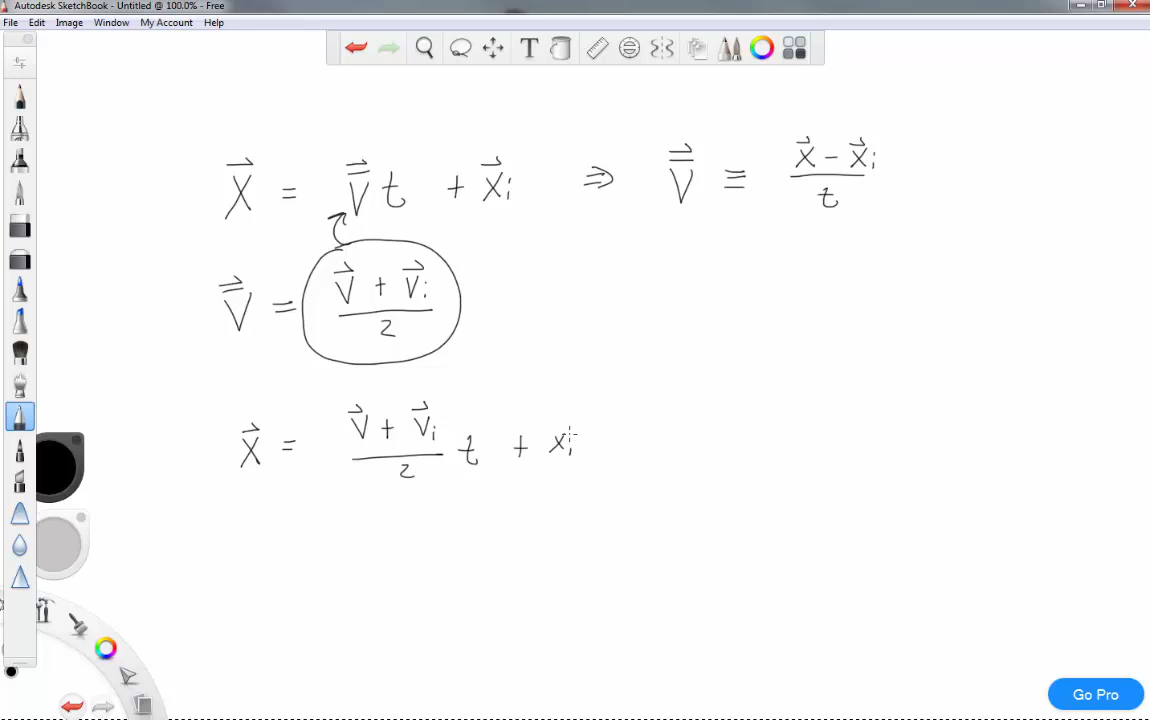 Autodesk SketchBook - Untitled @ 100.0% - Free
File Edit Image Window My Account Help
x⃗ = v̿⃗ t + x⃗ᵢ ⇒ v̿⃗ ≡ (x⃗ - x⃗ᵢ)/t
v̿⃗ = (v⃗ + v⃗ᵢ)/2
x⃗ = (v⃗ + v⃗ᵢ)/2 t + xᵢ
Go Pro